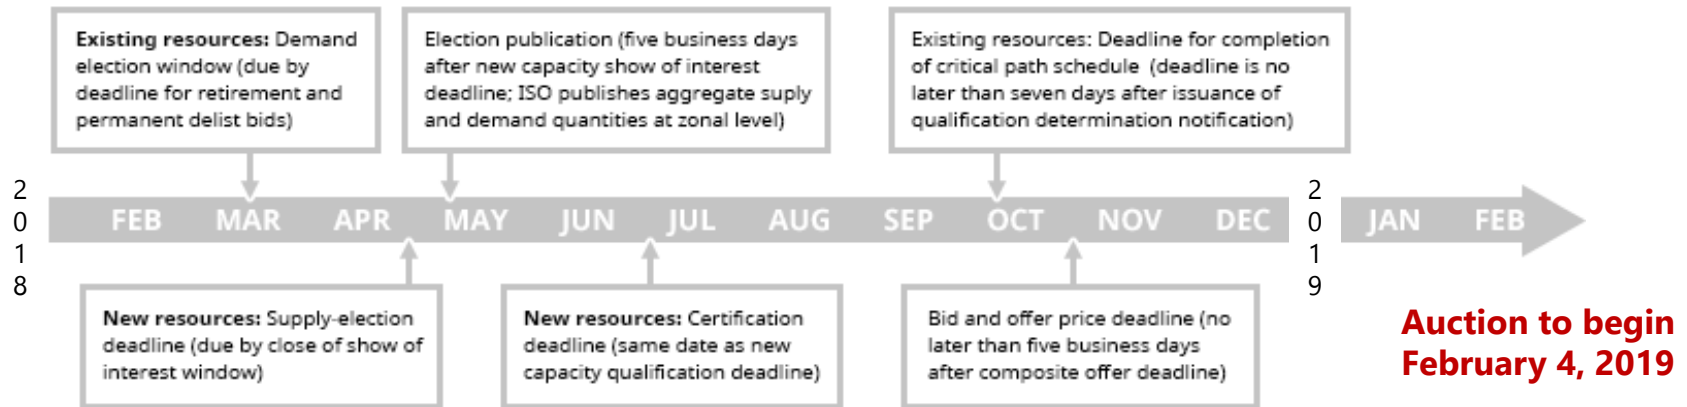 Existing resources: Demand
election window (due by
deadline for retirement and
permanent delist bids)
Election publication (five business days
after new capacity show of interest
deadline; ISO publishes aggregate suply
and demand quantities at zonal level)
Existing resources: Deadline for completion
of critical path schedule (deadline is no
later than seven days after issuance of
qualification determination notification)
2
0
1
8
FEB MAR APR MAY JUN JUL AUG SEP OCT NOV DEC
2
0
1
9
JAN FEB
New resources: Supply-election
deadline (due by close of show of
interest window)
New resources: Certification
deadline (same date as new
capacity qualification deadline)
Bid and offer price deadline (no
later than five business days
after composite offer deadline)
Auction to begin
February 4, 2019